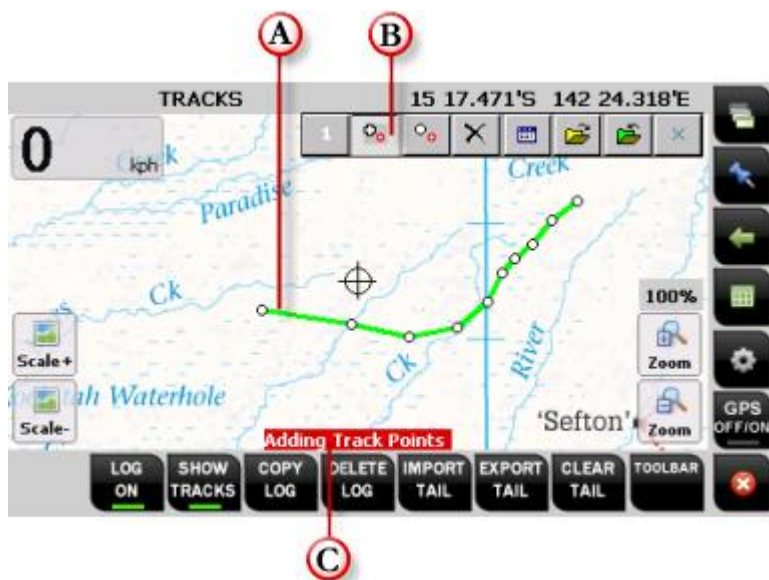 A
B
TRACKS 15 17.471'S 142 24.318'E
1
0 kph
Creek
Creek
Paradise
Ck
100%
Scale+
Zoom
Ck
River
ah Waterhole
Scale-
'Sefton'
Zoom
GPS
OFF/ON
Adding Track Points
LOG ON
SHOW TRACKS
COPY LOG
DELETE LOG
IMPORT TAIL
EXPORT TAIL
CLEAR TAIL
TOOLBAR
C